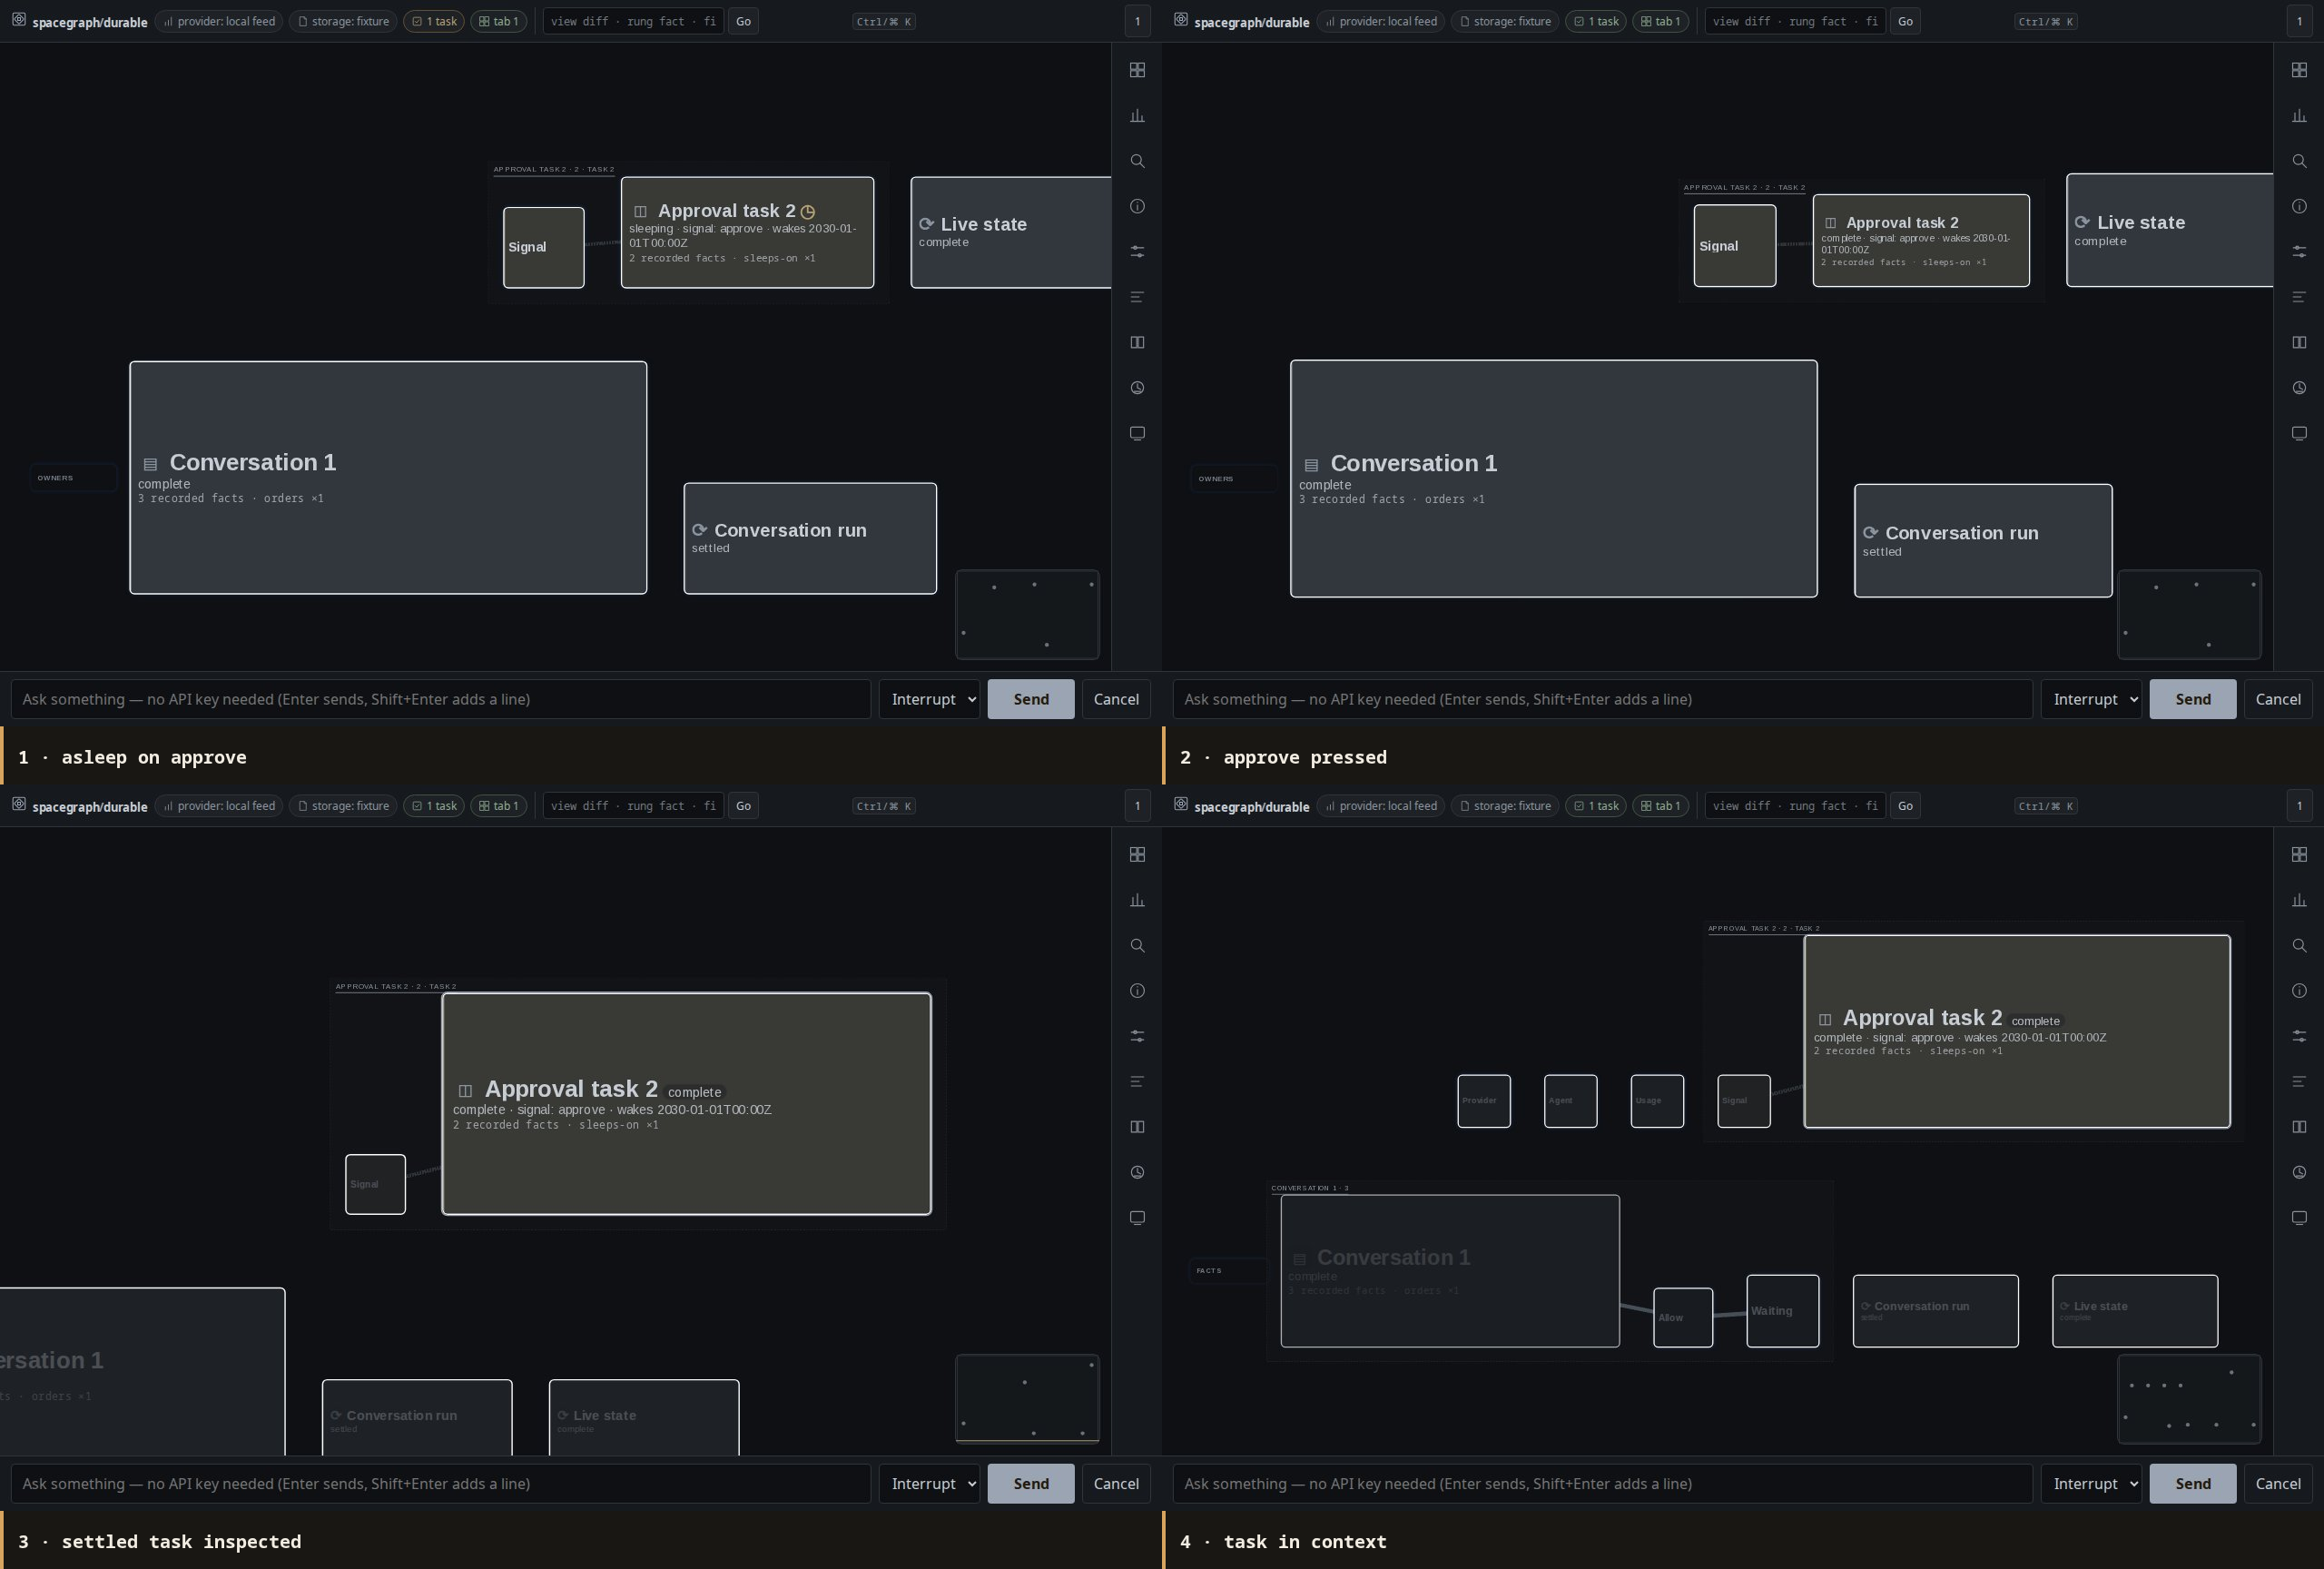 spacegraph/durable provider: local feed storage: fixture 1 task tab 1 view diff · rung fact · fi Go Ctrl/⌘ K 1
APPROVAL TASK 2 · 2 · TASK 2
Signal
Approval task 2
sleeping · signal: approve · wakes 2030-01-
01T00:00Z
2 recorded facts · sleeps-on ×1
Live state
complete
OWNERS
Conversation 1
complete
3 recorded facts · orders ×1
Conversation run
settled
Ask something — no API key needed (Enter sends, Shift+Enter adds a line) Interrupt Send Cancel
1 · asleep on approve
spacegraph/durable provider: local feed storage: fixture 1 task tab 1 view diff · rung fact · fi Go Ctrl/⌘ K 1
APPROVAL TASK 2 · 2 · TASK 2
Signal
Approval task 2
complete · signal: approve · wakes 2030-01-
01T00:00Z
2 recorded facts · sleeps-on ×1
Live state
complete
OWNERS
Conversation 1
complete
3 recorded facts · orders ×1
Conversation run
settled
Ask something — no API key needed (Enter sends, Shift+Enter adds a line) Interrupt Send Cancel
2 · approve pressed
spacegraph/durable provider: local feed storage: fixture 1 task tab 1 view diff · rung fact · fi Go Ctrl/⌘ K 1
APPROVAL TASK 2 · 2 · TASK 2
Approval task 2 complete
complete · signal: approve · wakes 2030-01-01T00:00Z
2 recorded facts · sleeps-on ×1
Signal
ersation 1
ts · orders ×1
Conversation run
settled
Live state
complete
Ask something — no API key needed (Enter sends, Shift+Enter adds a line) Interrupt Send Cancel
3 · settled task inspected
spacegraph/durable provider: local feed storage: fixture 1 task tab 1 view diff · rung fact · fi Go Ctrl/⌘ K 1
APPROVAL TASK 2 · 2 · TASK 2
Approval task 2 complete
complete · signal: approve · wakes 2030-01-01T00:00Z
2 recorded facts · sleeps-on ×1
Provider
Agent
Usage
Signal
CONVERSATION 1 · 3
FACTS
Conversation 1
complete
3 recorded facts · orders ×1
Allow
Waiting
Conversation run
settled
Live state
complete
Ask something — no API key needed (Enter sends, Shift+Enter adds a line) Interrupt Send Cancel
4 · task in context